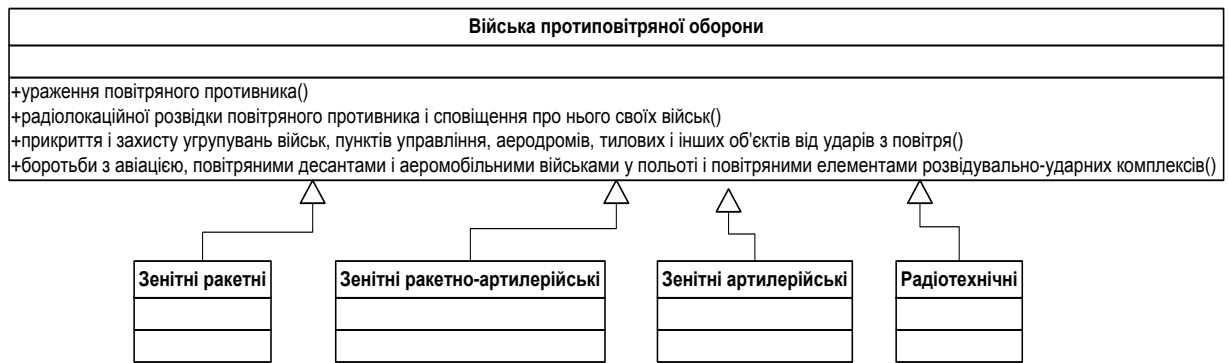 Війська протиповітряної оборони
+ураження повітряного противника()
+радіолокаційної розвідки повітряного противника і сповіщення про нього своїх військ()
+прикриття і захисту угрупувань військ, пунктів управління, аеродромів, тилових і інших об'єктів від ударів з повітря()
+боротьби з авіацією, повітряними десантами і аеромобільними військами у польоті і повітряними елементами розвідувально-ударних комплексів()
Зенітні ракетні
Зенітні ракетно-артилерійські
Зенітні артилерійські
Радіотехнічні